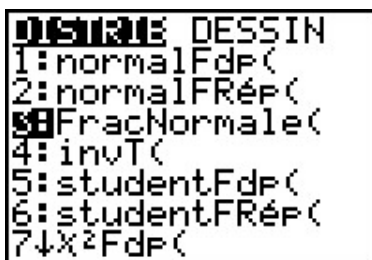 DISTRIB DESSIN
1:normalFdp(
2:normalFRép(
3:FracNormale(
4:invT(
5:studentFdp(
6:studentFRép(
7↓X²Fdp(